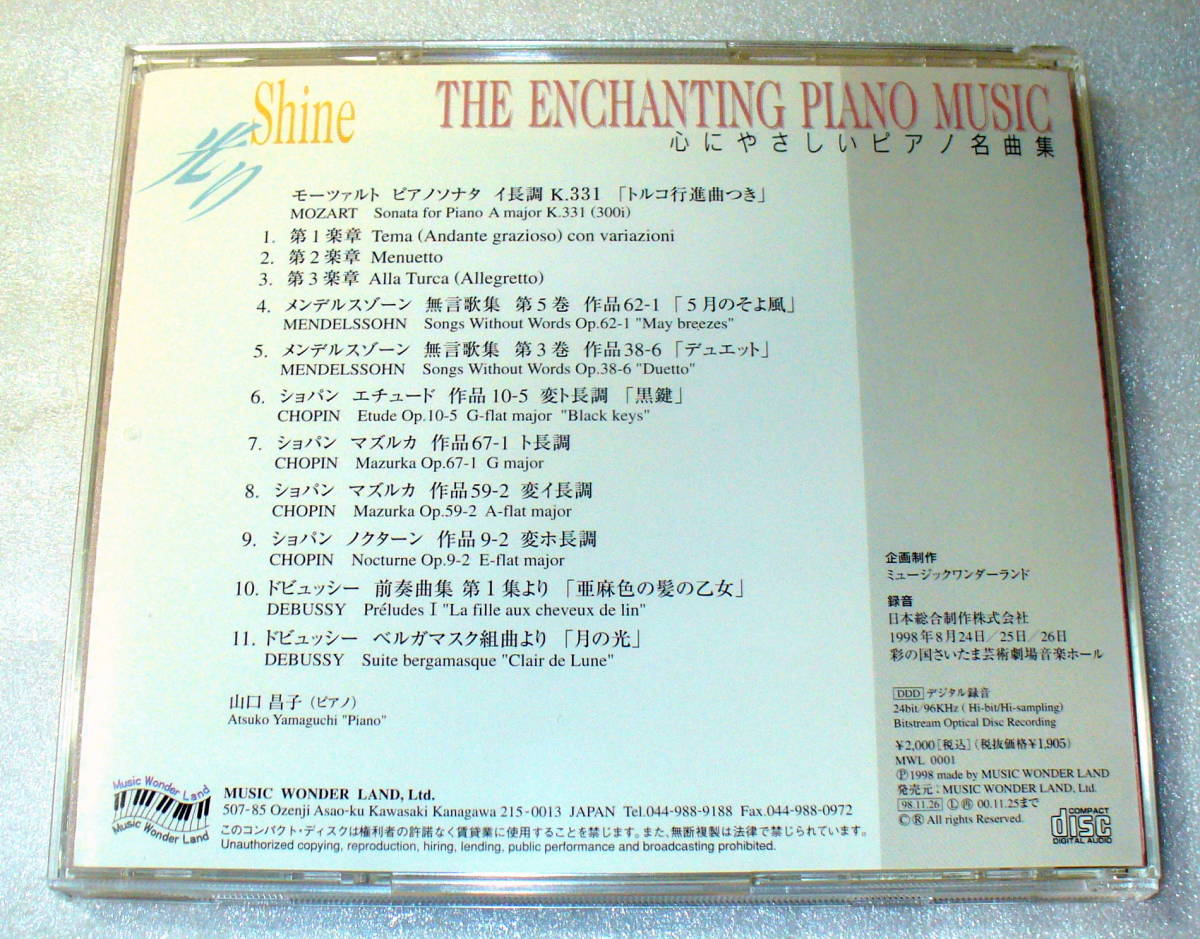 Shine
光り
THE ENCHANTING PIANO MUSIC
心にやさしいピアノ名曲集
モーツァルト ピアノソナタ イ長調 K.331 「トルコ行進曲つき」
MOZART Sonata for Piano A major K.331 (300i)
1. 第1楽章 Tema (Andante grazioso) con variazioni
2. 第2楽章 Menuetto
3. 第3楽章 Alla Turca (Allegretto)
4. メンデルスゾーン 無言歌集 第5巻 作品62-1 「5月のそよ風」
MENDELSSOHN Songs Without Words Op.62-1 "May breezes"
5. メンデルスゾーン 無言歌集 第3巻 作品38-6 「デュエット」
MENDELSSOHN Songs Without Words Op.38-6 "Duetto"
6. ショパン エチュード 作品10-5 変ト長調 「黒鍵」
CHOPIN Etude Op.10-5 G-flat major "Black keys"
7. ショパン マズルカ 作品67-1 ト長調
CHOPIN Mazurka Op.67-1 G major
8. ショパン マズルカ 作品59-2 変イ長調
CHOPIN Mazurka Op.59-2 A-flat major
9. ショパン ノクターン 作品9-2 変ホ長調
CHOPIN Nocturne Op.9-2 E-flat major
10. ドビュッシー 前奏曲集 第1集より 「亜麻色の髪の乙女」
DEBUSSY Préludes I "La fille aux cheveux de lin"
11. ドビュッシー ベルガマスク組曲より 「月の光」
DEBUSSY Suite bergamasque "Clair de Lune"
山口 昌子 (ピアノ)
Atsuko Yamaguchi "Piano"
企画制作
ミュージックワンダーランド
録音
日本総合制作株式会社
1998年8月24日/25日/26日
彩の国さいたま芸術劇場音楽ホール
DDD デジタル録音
24bit/96KHz ( Hi-bit/Hi-sampling)
Bitstream Optical Disc Recording
¥2,000[税込] (税抜価格¥1,905)
MWL 0001
Ⓟ1998 made by MUSIC WONDER LAND
発売元:MUSIC WONDER LAND, Ltd.
98.11.26 Ⓛ㊞ 00.11.25まで
ⒸⓇ All rights Reserved.
COMPACT
disc
DIGITAL AUDIO
Music Wonder Land
Music Wonder Land
MUSIC WONDER LAND, Ltd.
507-85 Ozenji Asao-ku Kawasaki Kanagawa 215-0013 JAPAN Tel.044-988-9188 Fax.044-988-0972
このコンパクト・ディスクは権利者の許諾なく賃貸業に使用することを禁じます。また、無断複製は法律で禁じられています。
Unauthorized copying, reproduction, hiring, lending, public performance and broadcasting prohibited.